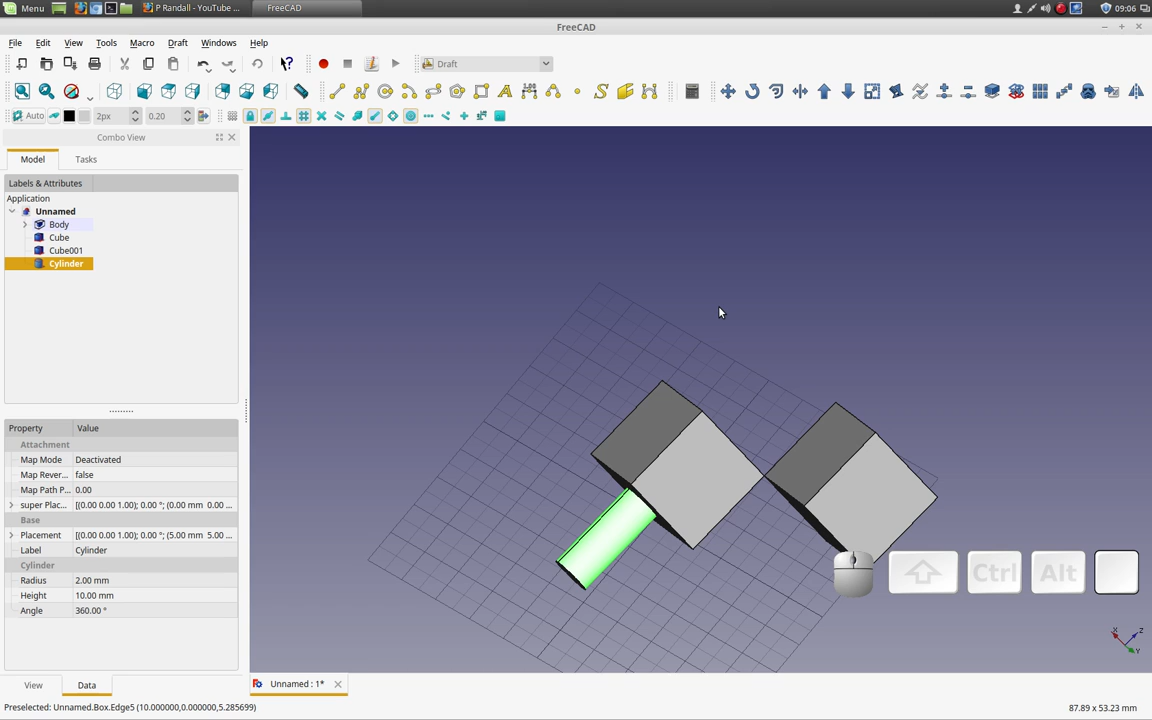 Menu P Randall - YouTube ... FreeCAD 09:06
FreeCAD
File Edit View Tools Macro Draft Windows Help
Draft
Auto 2px 0.20
Combo View
Model Tasks
Labels & Attributes
Application
Unnamed
Body
Cube
Cube001
Cylinder
Property Value
Attachment
Map Mode Deactivated
Map Rever... false
Map Path P... 0.00
super Plac... [(0.00 0.00 1.00); 0.00 °; (0.00 mm 0.00 ...
Base
Placement [(0.00 0.00 1.00); 0.00 °; (5.00 mm 5.00 ...
Label Cylinder
Cylinder
Radius 2.00 mm
Height 10.00 mm
Angle 360.00 °
Ctrl Alt
X Z
Y
View Data
Unnamed : 1*
Preselected: Unnamed.Box.Edge5 (10.000000,0.000000,5.285699) 87.89 x 53.23 mm